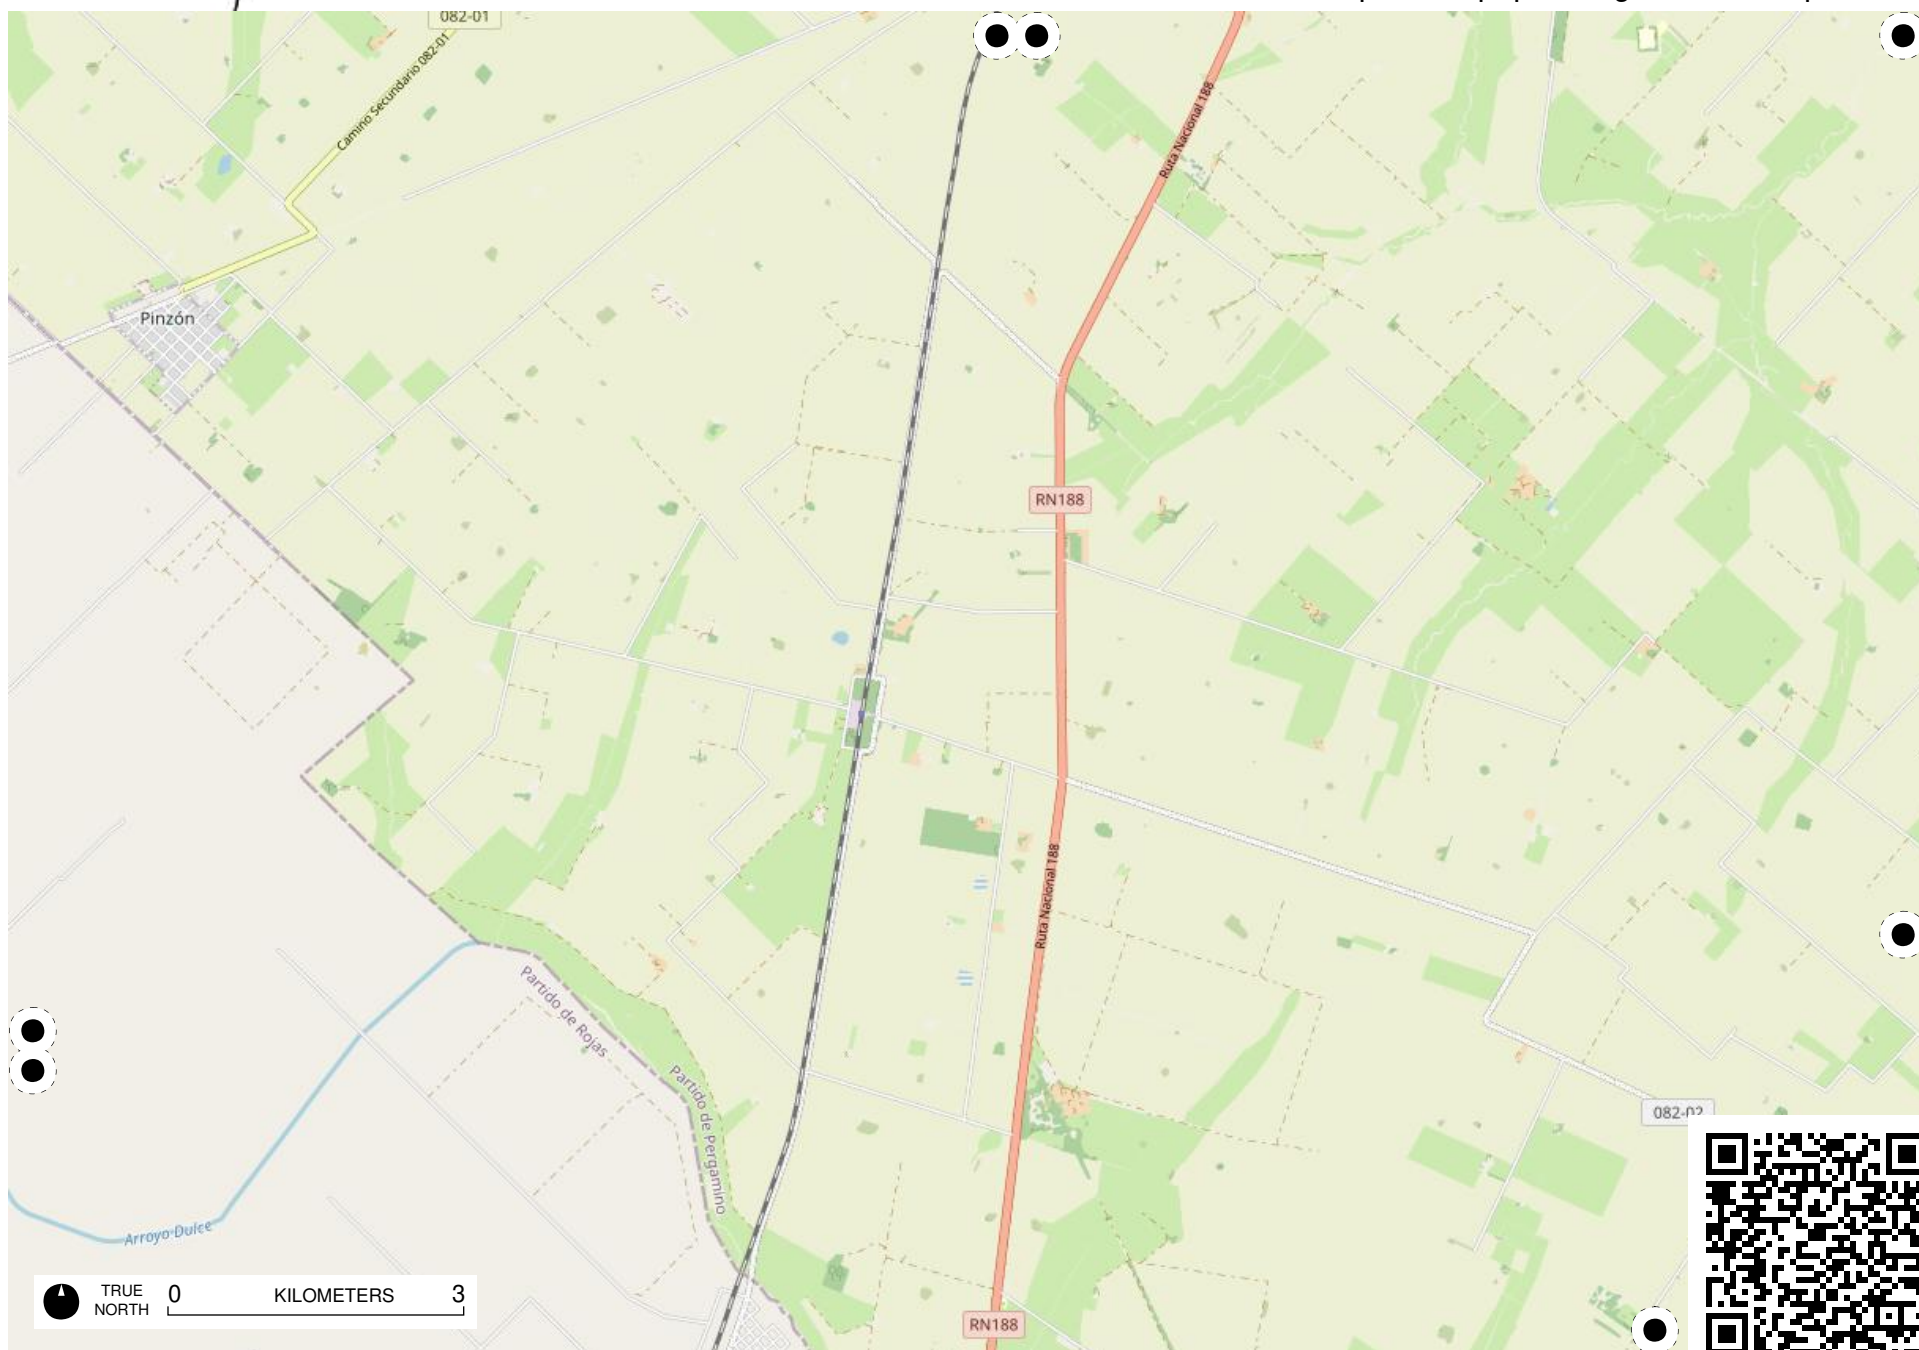 082-01
Camino Secundario 082-01
Ruta Nacional 188
Pinzón
RN188
Ruta Nacional 188
Partido de Rojas
Partido de Pergamino
082-02
Arroyo Dulce
TRUE NORTH
0 KILOMETERS 3
RN188